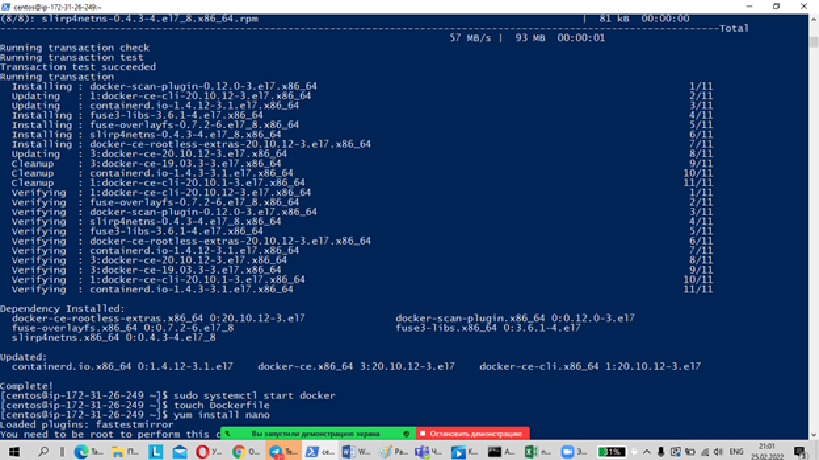 centos@ip-172-31-26-249:~
(8/8): slirp4netns-0.4.3-4.el7_8.x86_64.rpm | 81 kB 00:00:00
--------------------------------------------------------------------------------Total
57 MB/s | 93 MB 00:00:01
Running transaction check
Running transaction test
Transaction test succeeded
Running transaction
Installing : docker-scan-plugin-0.12.0-3.el7.x86_64 1/11
Updating : 1:docker-ce-cli-20.10.12-3.el7.x86_64 2/11
Updating : containerd.io-1.4.12-3.1.el7.x86_64 3/11
Installing : fuse3-libs-3.6.1-4.el7.x86_64 4/11
Installing : fuse-overlayfs-0.7.2-6.el7_8.x86_64 5/11
Installing : slirp4netns-0.4.3-4.el7_8.x86_64 6/11
Installing : docker-ce-rootless-extras-20.10.12-3.el7.x86_64 7/11
Updating : 3:docker-ce-20.10.12-3.el7.x86_64 8/11
Cleanup : 3:docker-ce-19.03.3-3.el7.x86_64 9/11
Cleanup : containerd.io-1.4.3-3.1.el7.x86_64 10/11
Cleanup : 1:docker-ce-cli-20.10.1-3.el7.x86_64 11/11
Verifying : 1:docker-ce-cli-20.10.12-3.el7.x86_64 1/11
Verifying : fuse-overlayfs-0.7.2-6.el7_8.x86_64 2/11
Verifying : docker-scan-plugin-0.12.0-3.el7.x86_64 3/11
Verifying : slirp4netns-0.4.3-4.el7_8.x86_64 4/11
Verifying : fuse3-libs-3.6.1-4.el7.x86_64 5/11
Verifying : docker-ce-rootless-extras-20.10.12-3.el7.x86_64 6/11
Verifying : containerd.io-1.4.12-3.1.el7.x86_64 7/11
Verifying : 3:docker-ce-20.10.12-3.el7.x86_64 8/11
Verifying : 3:docker-ce-19.03.3-3.el7.x86_64 9/11
Verifying : 1:docker-ce-cli-20.10.1-3.el7.x86_64 10/11
Verifying : containerd.io-1.4.3-3.1.el7.x86_64 11/11
Dependency Installed:
docker-ce-rootless-extras.x86_64 0:20.10.12-3.el7 docker-scan-plugin.x86_64 0:0.12.0-3.el7
fuse-overlayfs.x86_64 0:0.7.2-6.el7_8 fuse3-libs.x86_64 0:3.6.1-4.el7
slirp4netns.x86_64 0:0.4.3-4.el7_8
Updated:
containerd.io.x86_64 0:1.4.12-3.1.el7 docker-ce.x86_64 3:20.10.12-3.el7 docker-ce-cli.x86_64 1:20.10.12-3.el7
Complete!
[centos@ip-172-31-26-249 ~]$ sudo systemctl start docker
[centos@ip-172-31-26-249 ~]$ touch Dockerfile
[centos@ip-172-31-26-249 ~]$ yum install nano
Loaded plugins: fastestmirror
You need to be root to perform this c
Вы запустили демонстрацию экрана
Остановить демонстрацию
Та...
П...
У...
О...
Te...
ce...
W...
Pa...
Ч...
K...
A...
n...
Э...
31%
21:01
25.02.2022